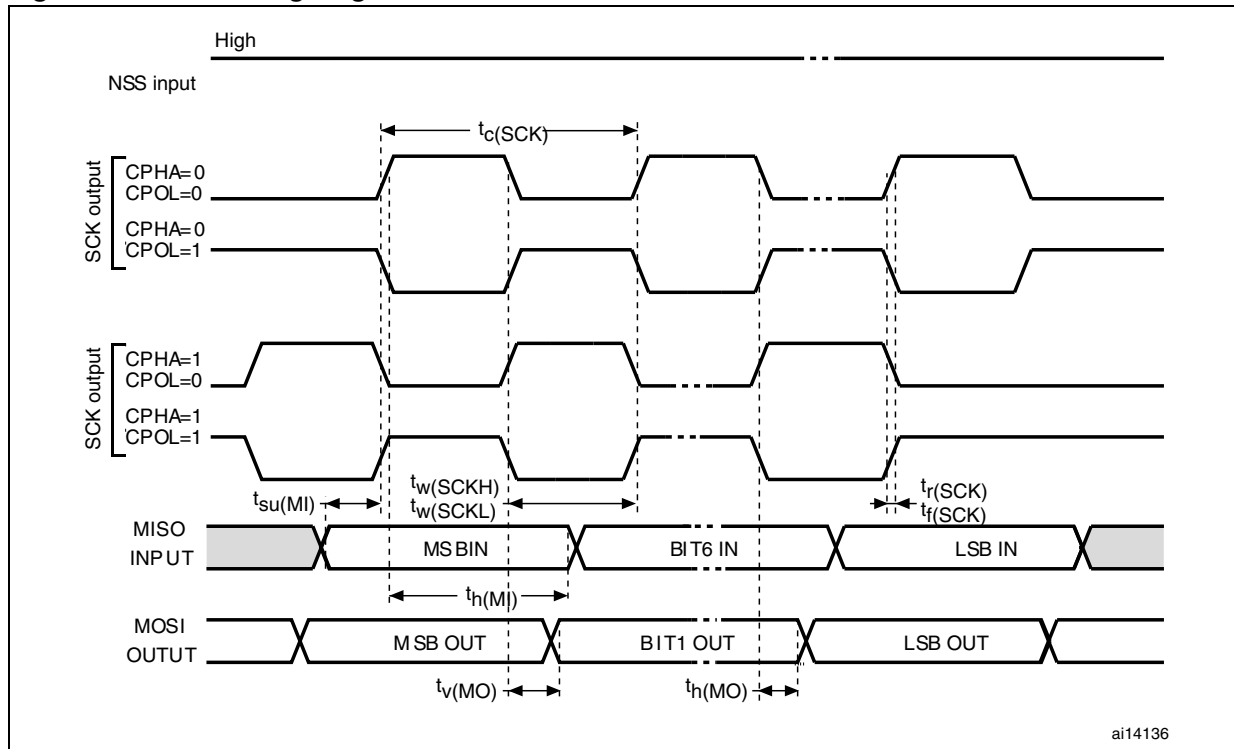 High
NSS input
tc(SCK)
SCK output
CPHA=0
CPOL=0
CPHA=0
CPOL=1
SCK output
CPHA=1
CPOL=0
CPHA=1
CPOL=1
tsu(MI)
tw(SCKH)
tw(SCKL)
tr(SCK)
tf(SCK)
MISO
INPUT
MSBIN
BIT6 IN
LSB IN
th(MI)
MOSI
OUTUT
MSB OUT
BIT1 OUT
LSB OUT
tv(MO)
th(MO)
ai14136